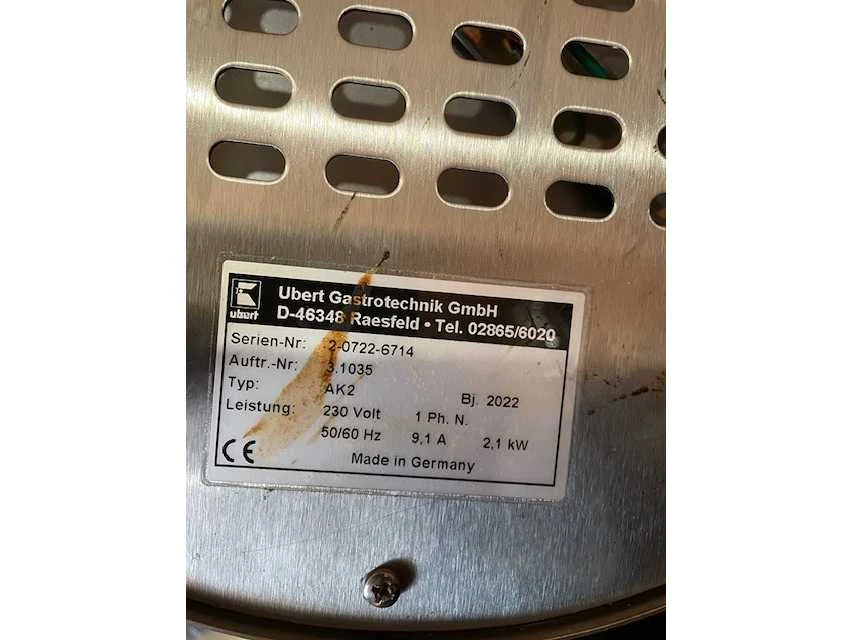 ubert
Ubert Gastrotechnik GmbH
D-46348 Raesfeld • Tel. 02865/6020
Serien-Nr: 2-0722-6714
Auftr.-Nr: 3.1035
Typ: AK2 Bj. 2022
Leistung: 230 Volt 1 Ph. N.
50/60 Hz 9,1 A 2,1 kW
CE Made in Germany